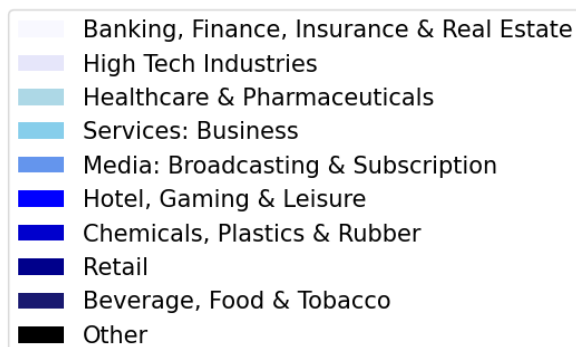 Banking, Finance, Insurance & Real Estate
High Tech Industries
Healthcare & Pharmaceuticals
Services: Business
Media: Broadcasting & Subscription
Hotel, Gaming & Leisure
Chemicals, Plastics & Rubber
Retail
Beverage, Food & Tobacco
Other